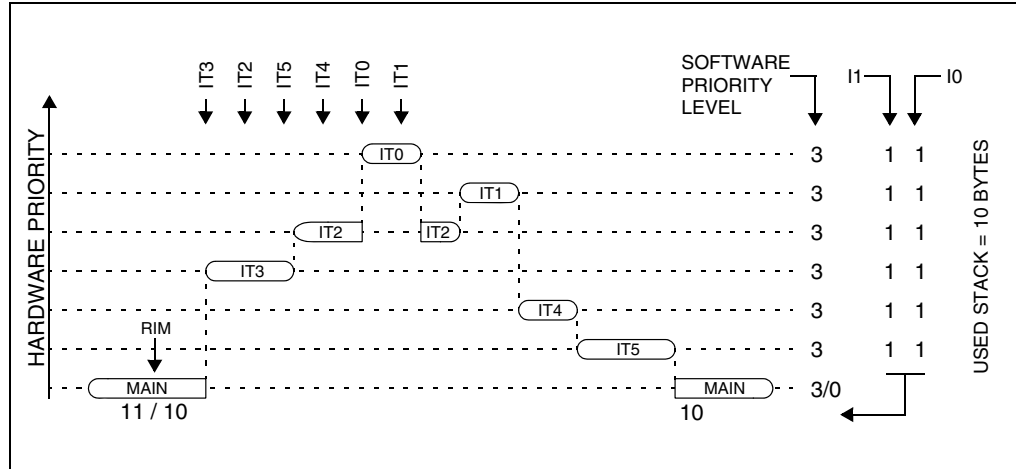 IT3
IT2
IT5
IT4
IT0
IT1
SOFTWARE
PRIORITY
LEVEL
I1
I0
HARDWARE PRIORITY
USED STACK = 10 BYTES
IT0
3
1 1
IT1
3
1 1
IT2
IT2
3
1 1
IT3
3
1 1
IT4
3
1 1
RIM
IT5
3
1 1
MAIN
MAIN
3/0
11 / 10
10